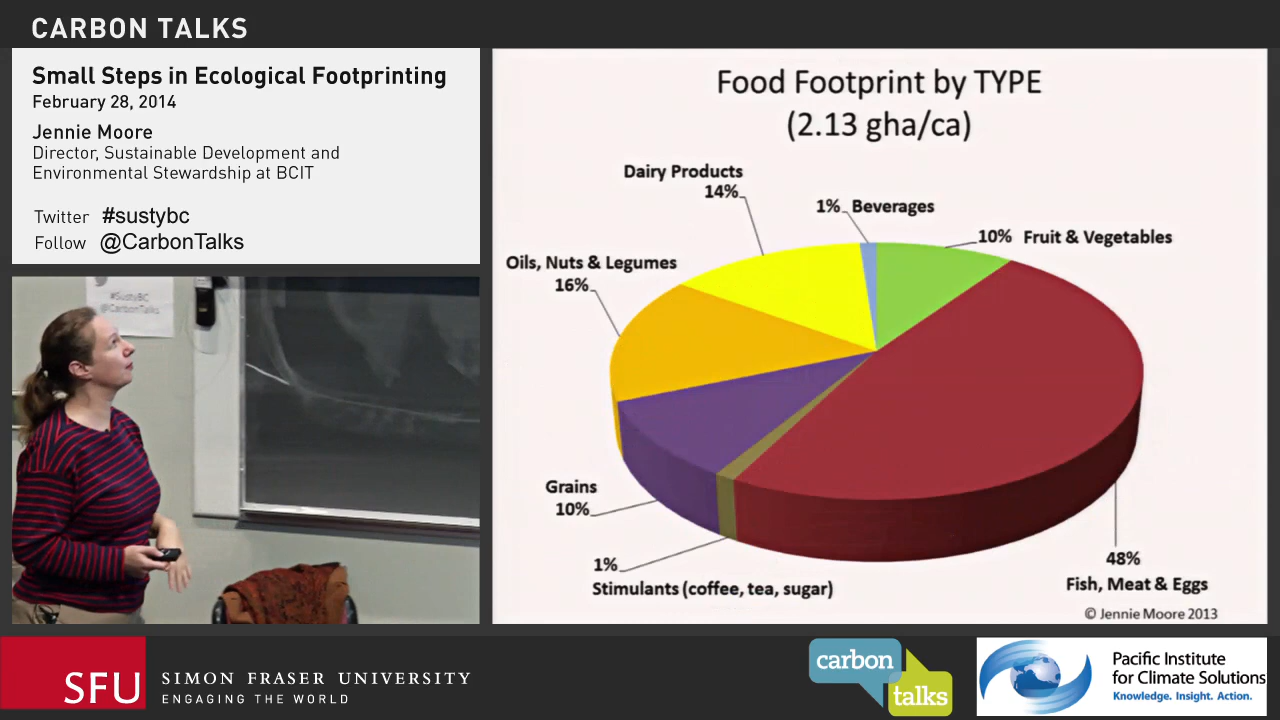 CARBON TALKS
Small Steps in Ecological Footprinting
February 28, 2014
Jennie Moore
Director, Sustainable Development and
Environmental Stewardship at BCIT
Twitter #sustybc
Follow @CarbonTalks
#SustyBC
@CarbonTalks
Food Footprint by TYPE
(2.13 gha/ca)
Dairy Products
14%
1% Beverages
10% Fruit & Vegetables
Oils, Nuts & Legumes
16%
Grains
10%
1%
Stimulants (coffee, tea, sugar)
48%
Fish, Meat & Eggs
© Jennie Moore 2013
SFU
SIMON FRASER UNIVERSITY
ENGAGING THE WORLD
carbon
talks
Pacific Institute
for Climate Solutions
Knowledge. Insight. Action.